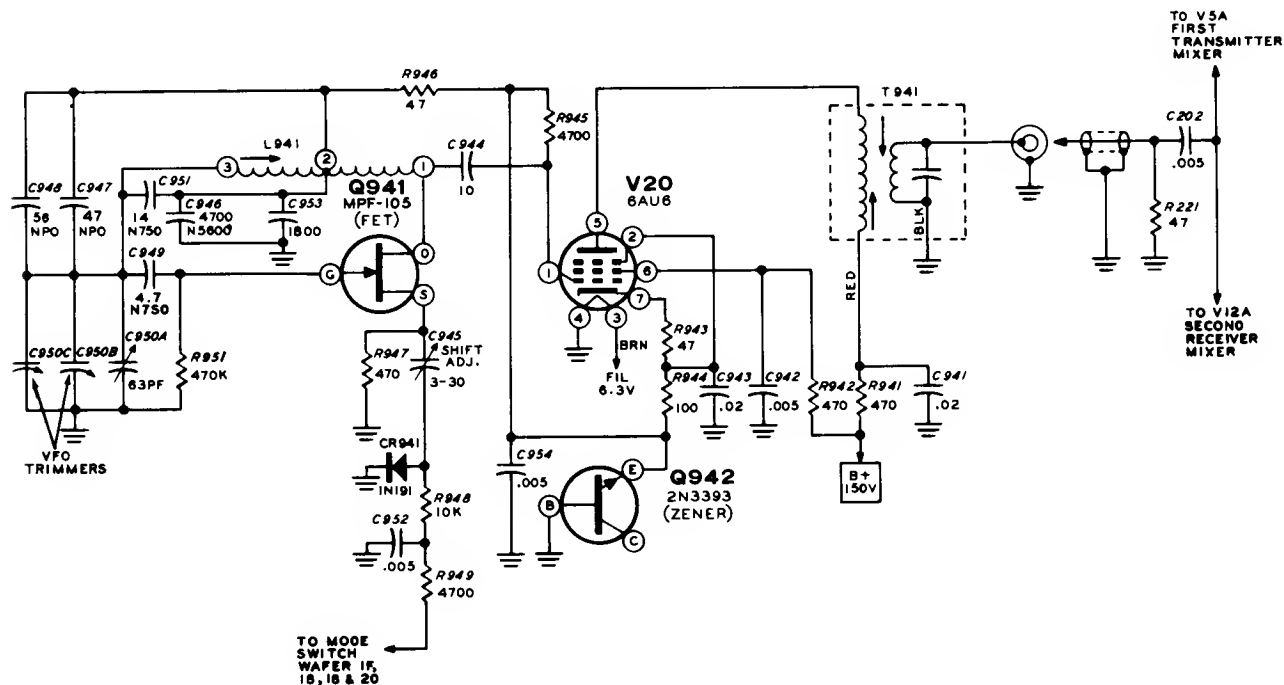 TO V5A
FIRST
TRANSMITTER
MIXER
R946
47
T941
R945
4700
C202
.005
L941
3
2
1
C944
10
V20
6AU6
C948
56
NPO
C947
47
NPO
C951
14
N750
C946
4700
N5600
C953
1800
Q941
MPF-105
(FET)
5
2
6
7
1
4
3
BLK
R221
47
C949
4.7
N750
G
D
S
RED
TO V12A
SECOND
RECEIVER
MIXER
R943
47
BRN
FIL
6.3V
C950C
C950B
C950A
63PF
R951
470K
R947
470
C945
SHIFT
ADJ.
3-30
R944
100
C943
.02
C942
.005
R942
470
R941
470
C941
.02
VFO
TRIMMERS
CR941
1N191
R948
10K
C954
.005
E
B
C
Q942
2N3393
(ZENER)
B+
150V
C952
.005
R949
4700
TO MODE
SWITCH
WAFER 1F,
18, 18 & 20